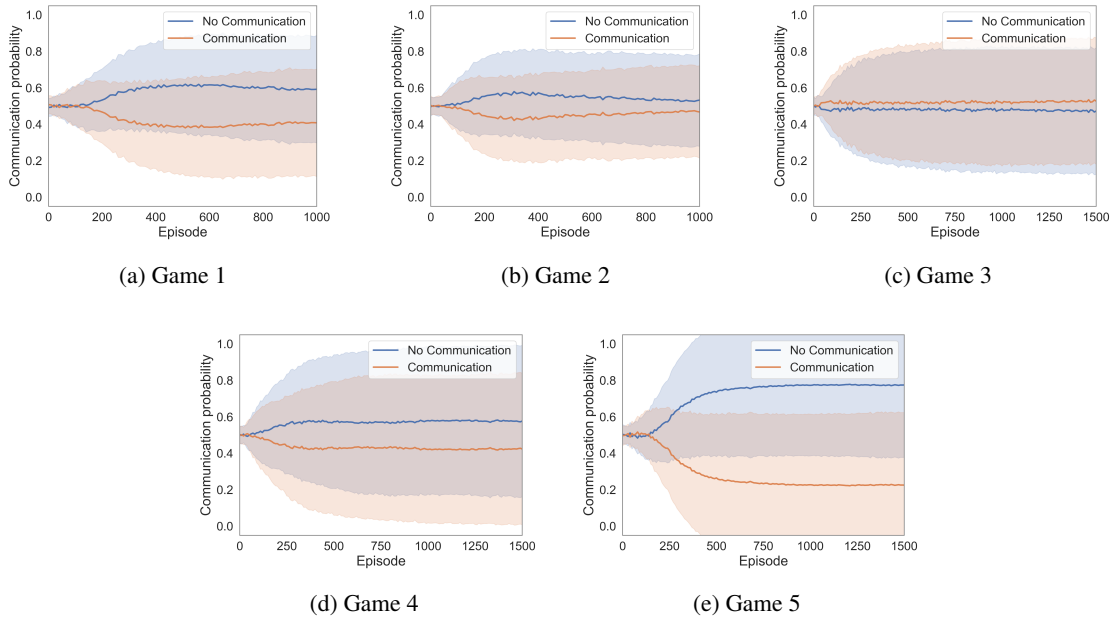 No Communication
Communication
Communication probability
1.0
0.8
0.6
0.4
0.2
0.0
0 200 400 600 800 1000
Episode
(a) Game 1
No Communication
Communication
Communication probability
1.0
0.8
0.6
0.4
0.2
0.0
0 200 400 600 800 1000
Episode
(b) Game 2
No Communication
Communication
Communication probability
1.0
0.8
0.6
0.4
0.2
0.0
0 250 500 750 1000 1250 1500
Episode
(c) Game 3
No Communication
Communication
Communication probability
1.0
0.8
0.6
0.4
0.2
0.0
0 250 500 750 1000 1250 1500
Episode
(d) Game 4
No Communication
Communication
Communication probability
1.0
0.8
0.6
0.4
0.2
0.0
0 250 500 750 1000 1250 1500
Episode
(e) Game 5